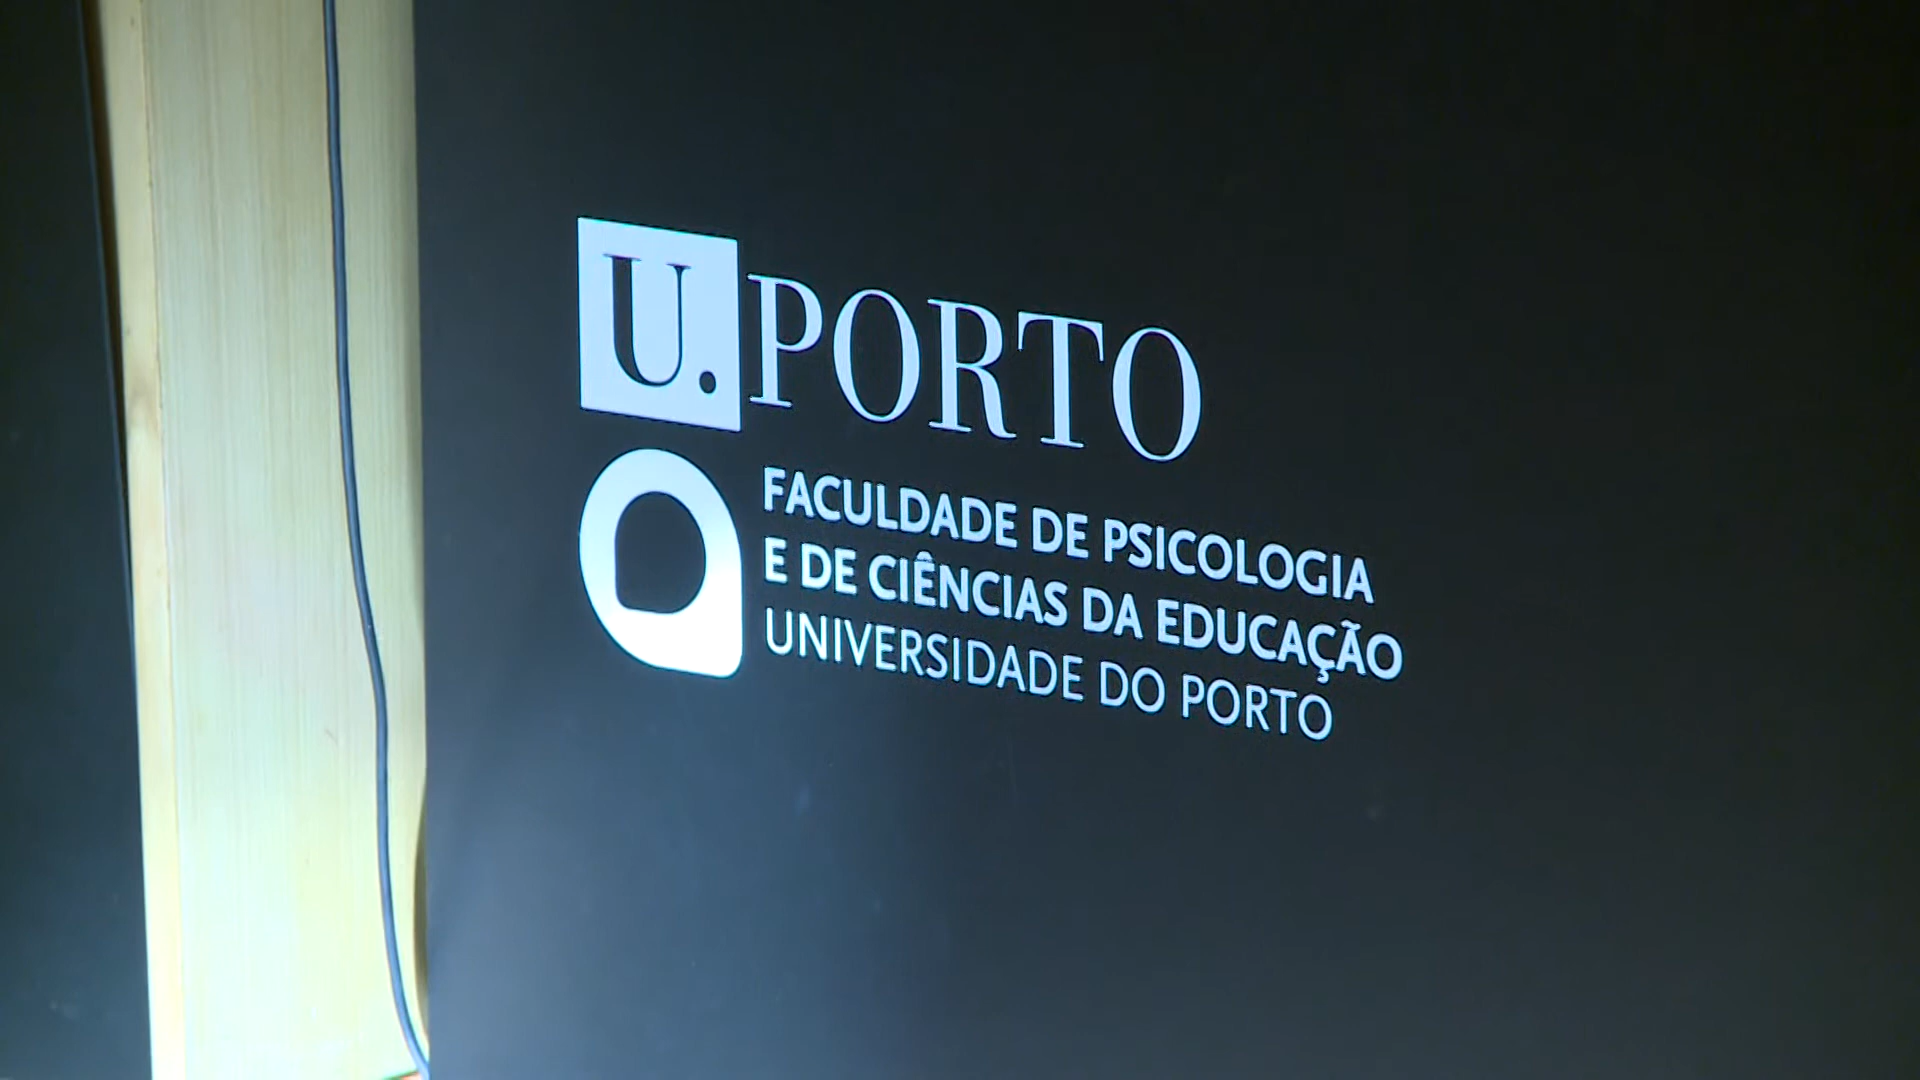 U. PORTO
FACULDADE DE PSICOLOGIA
E DE CIÊNCIAS DA EDUCAÇÃO
UNIVERSIDADE DO PORTO